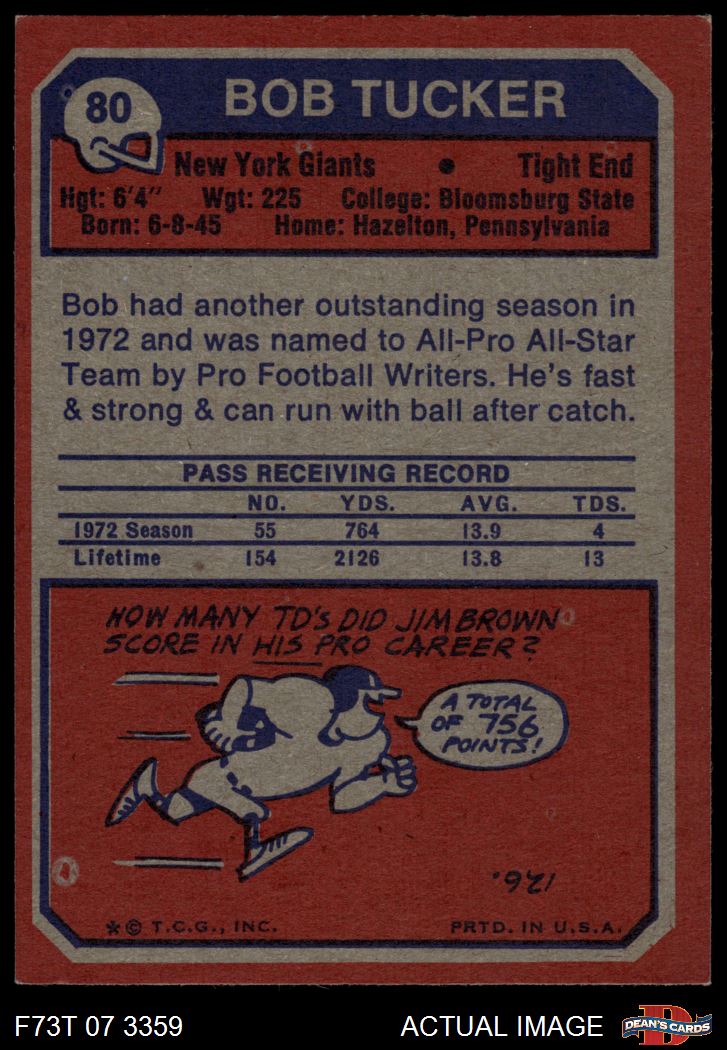 80
BOB TUCKER
New York Giants • Tight End
Hgt: 6'4" Wgt: 225 College: Bloomsburg State
Born: 6-8-45 Home: Hazelton, Pennsylvania
Bob had another outstanding season in
1972 and was named to All-Pro All-Star
Team by Pro Football Writers. He's fast
& strong & can run with ball after catch.
PASS RECEIVING RECORD
NO. YDS. AVG. TDS.
1972 Season 55 764 13.9 4
Lifetime 154 2126 13.8 13
HOW MANY TD'S DID JIM BROWN
SCORE IN HIS PRO CAREER?
A TOTAL
OF 756
POINTS!
126.
* © T.C.G., INC. PRTD. IN U.S.A.
F73T 07 3359 ACTUAL IMAGE
D
DEAN'S CARDS